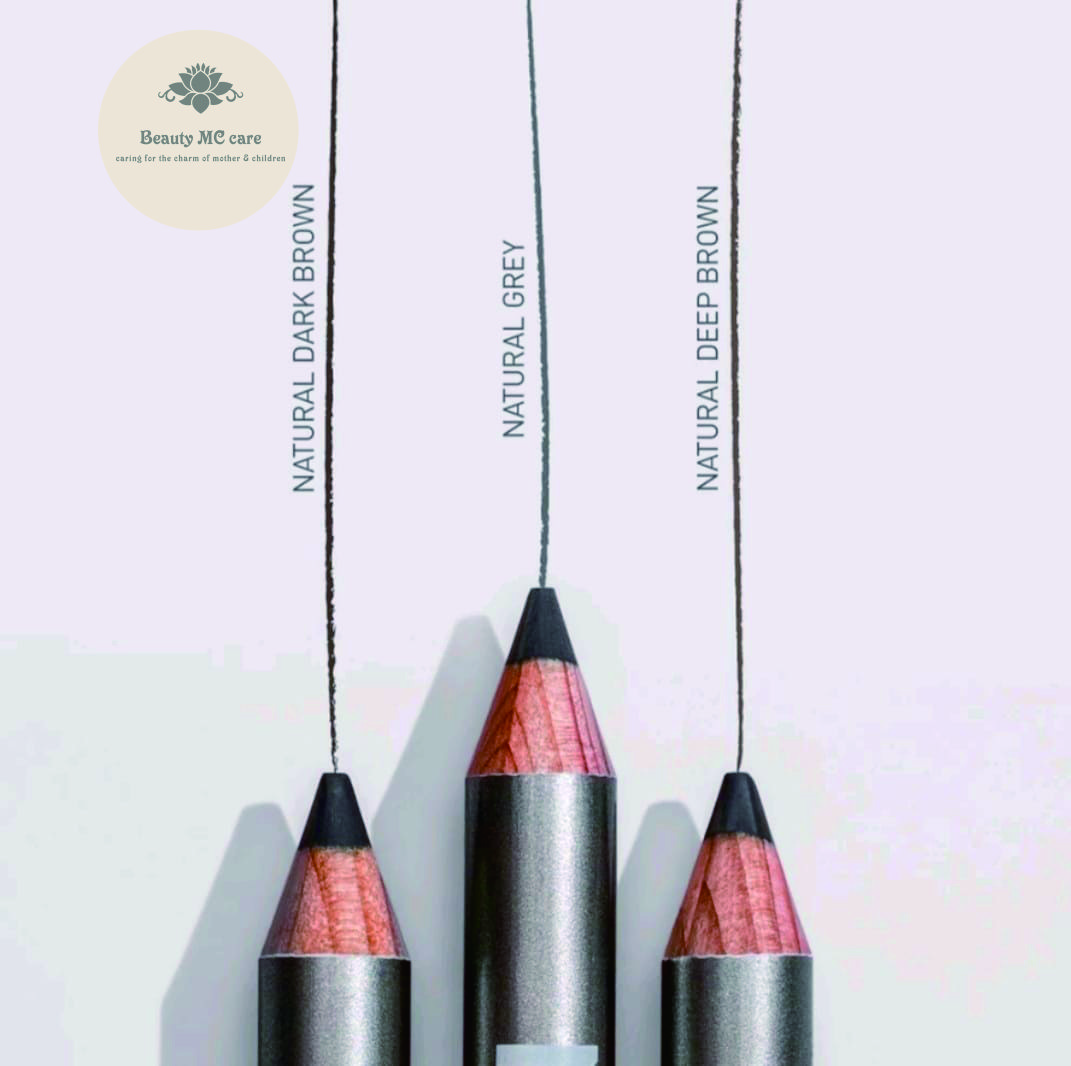 Beauty MC care
caring for the charm of mother & children
NATURAL DARK BROWN
NATURAL GREY
NATURAL DEEP BROWN